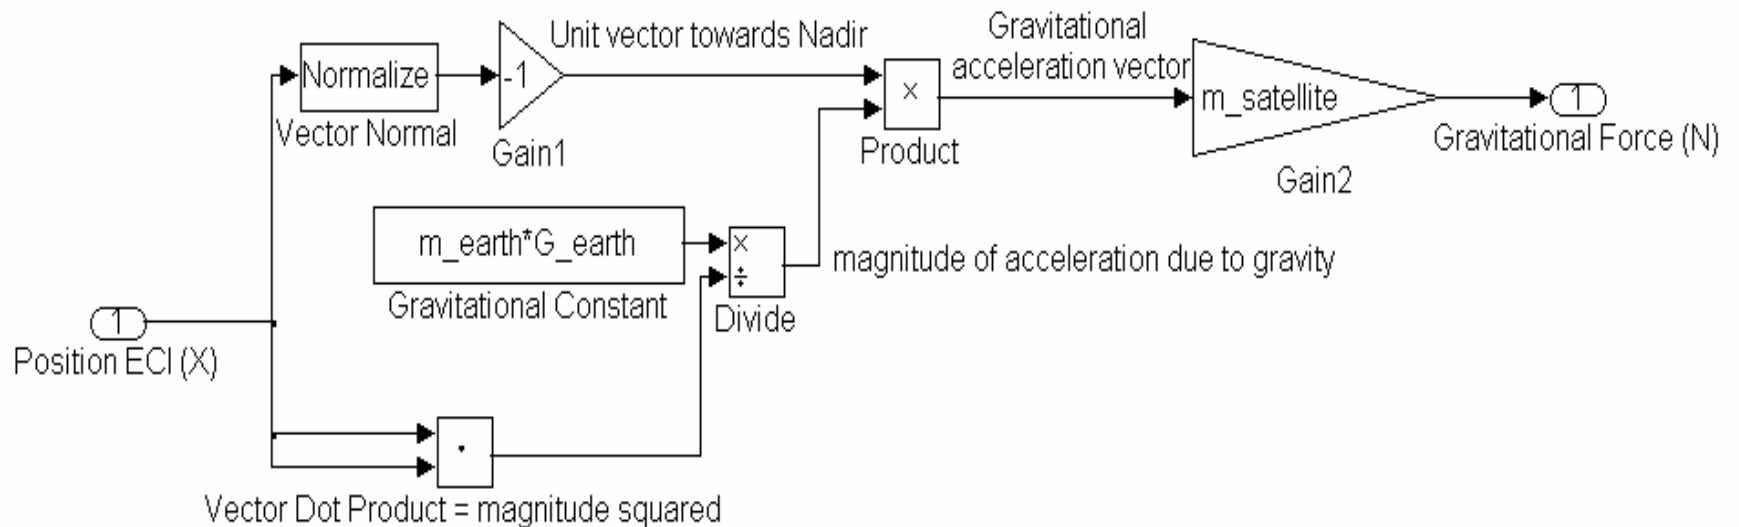 Normalize
Vector Normal
-1
Gain1
Unit vector towards Nadir
×
Product
Gravitational
acceleration vector
m_satellite
Gain2
1
Gravitational Force (N)
m_earth*G_earth
Gravitational Constant
×
÷
Divide
magnitude of acceleration due to gravity
1
Position ECI (X)
Vector Dot Product = magnitude squared